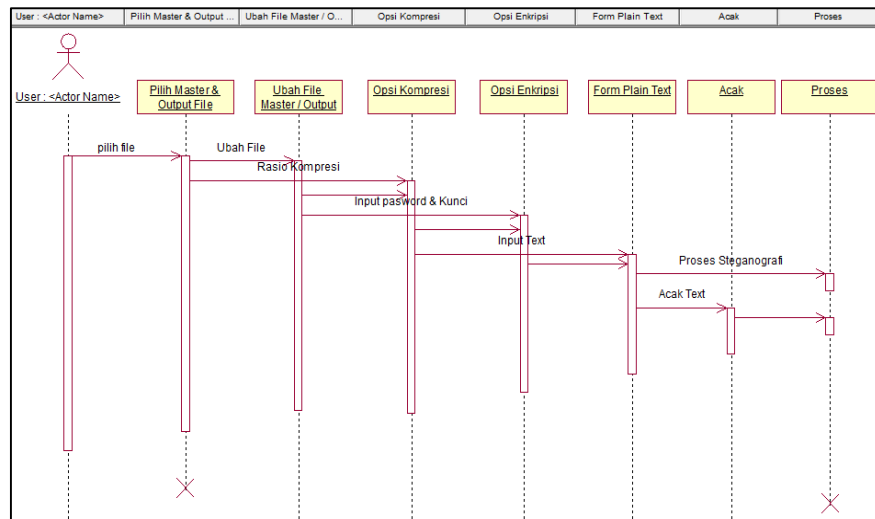 User : <Actor Name>
Pilih Master & Output ...
Ubah File Master / O...
Opsi Kompresi
Opsi Enkripsi
Form Plain Text
Acak
Proses
User : <Actor Name>
Pilih Master &
Output File
Ubah File
Master / Output
Opsi Kompresi
Opsi Enkripsi
Form Plain Text
Acak
Proses
pilih file
Ubah File
Rasio Kompresi
Input pasword & Kunci
Input Text
Proses Steganografi
Acak Text